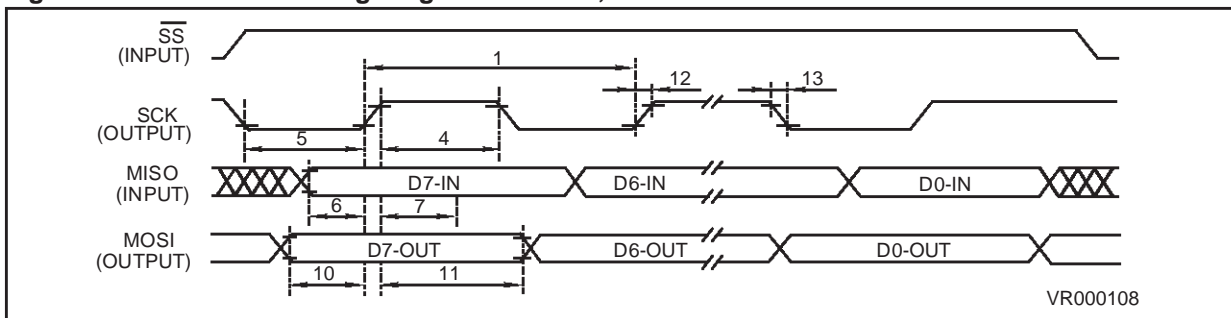 SS
(INPUT)
1
12
13
SCK
(OUTPUT)
5
4
MISO
(INPUT)
D7-IN
D6-IN
D0-IN
6
7
MOSI
(OUTPUT)
D7-OUT
D6-OUT
D0-OUT
10
11
VR000108